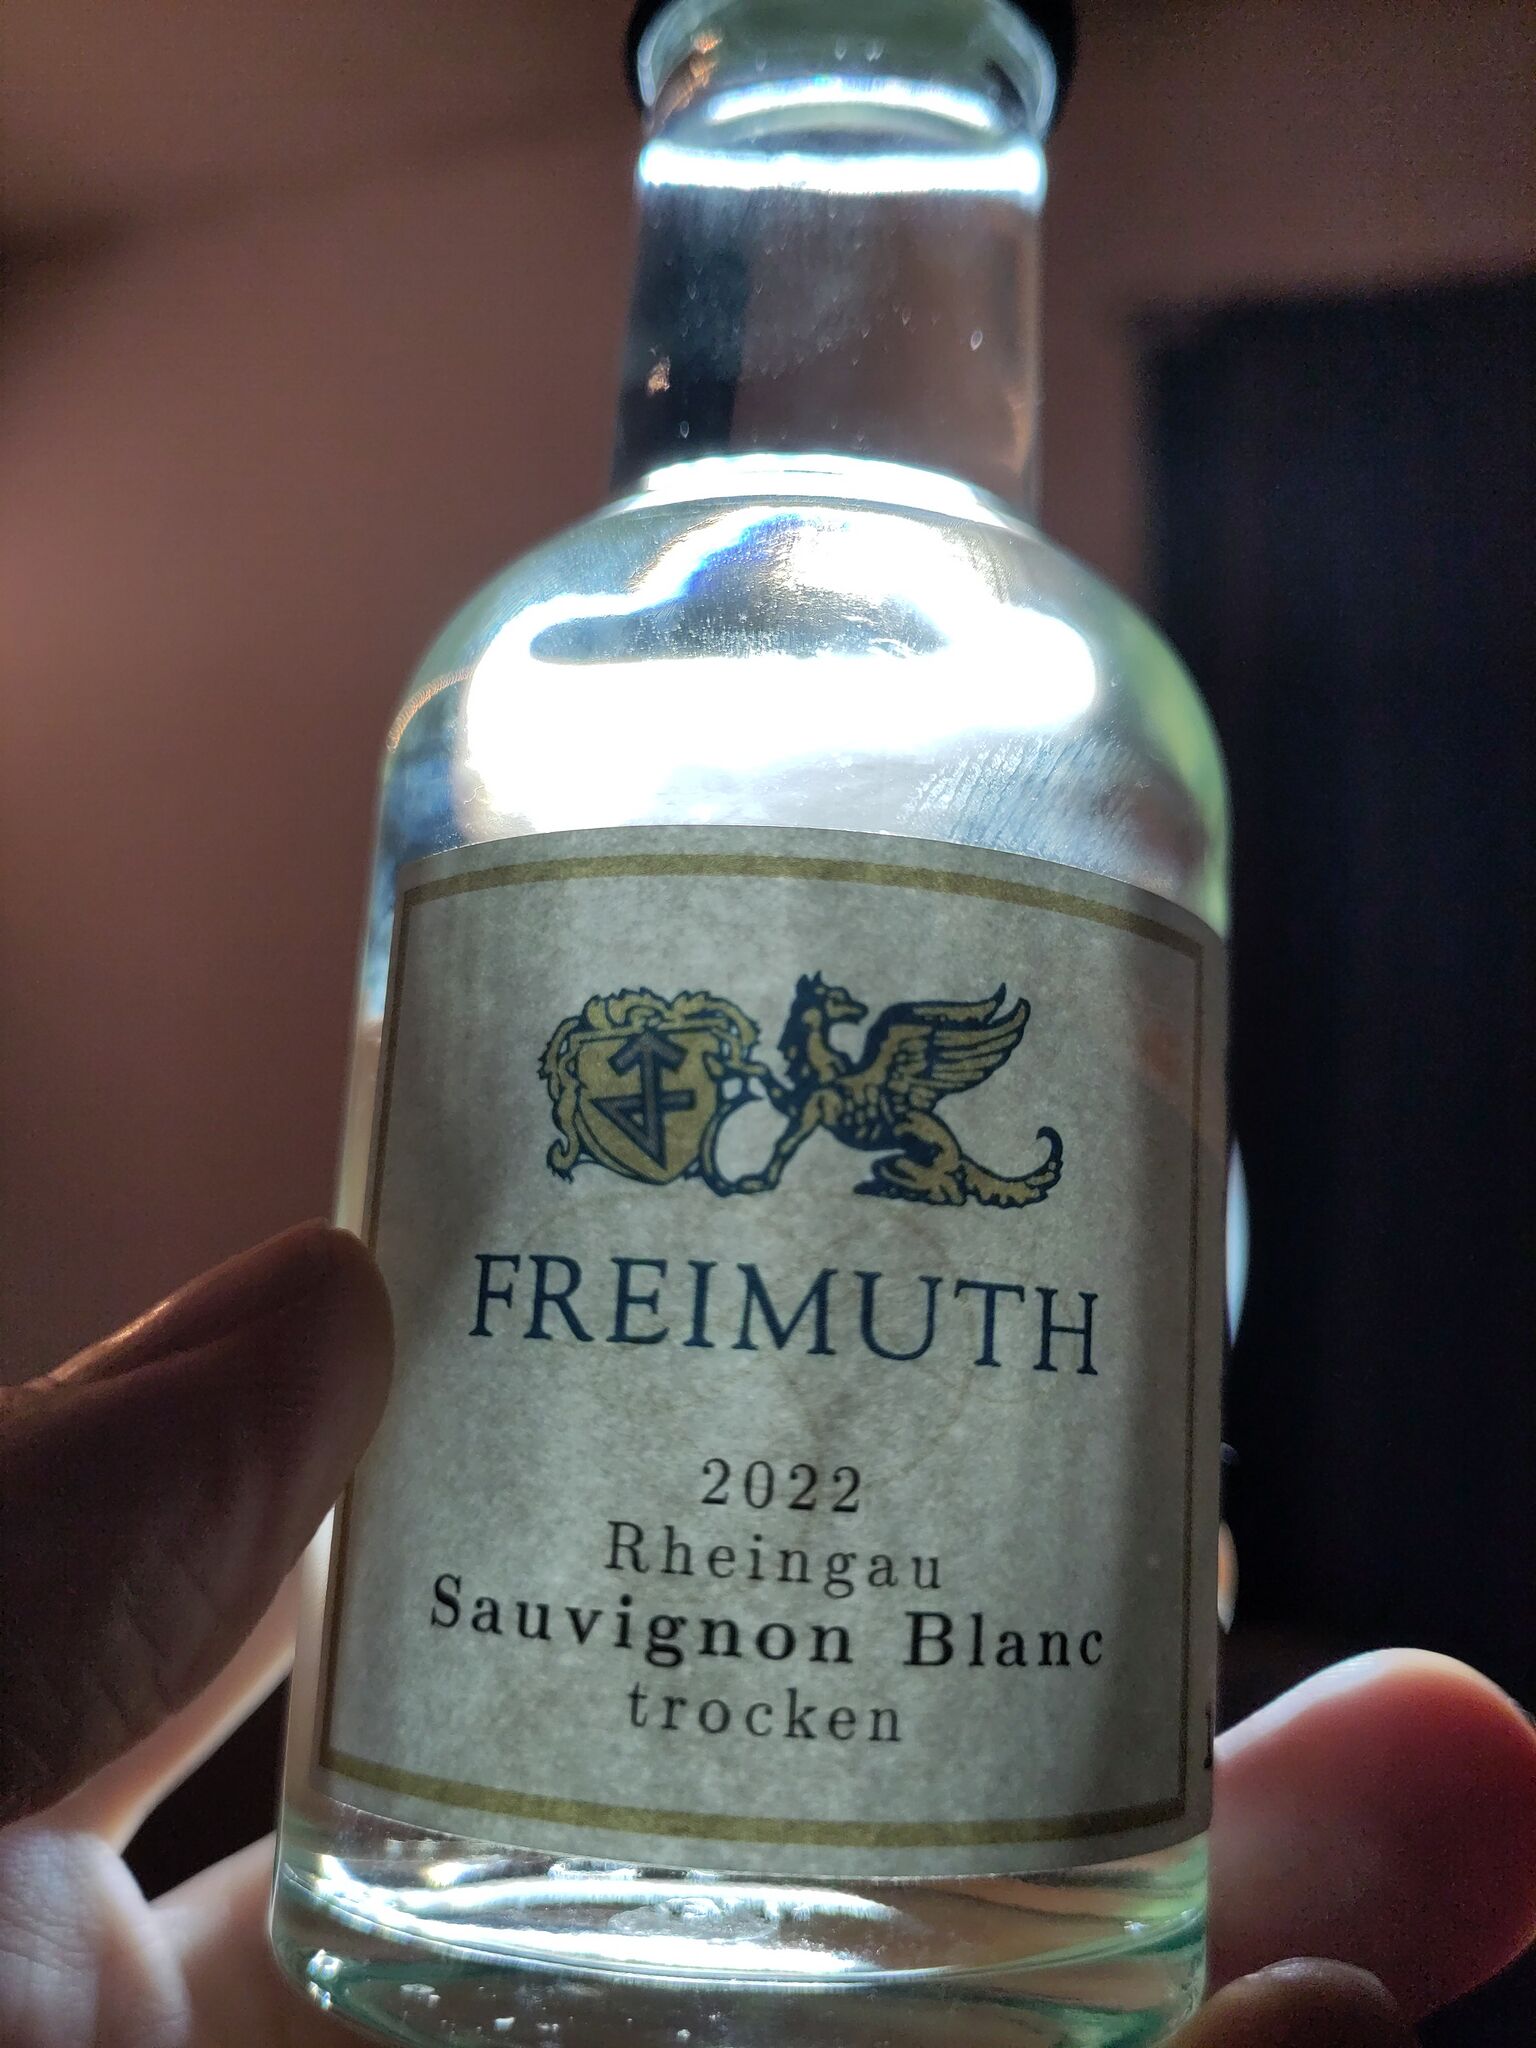 FREIMUTH
2022
Rheingau
Sauvignon Blanc
trocken